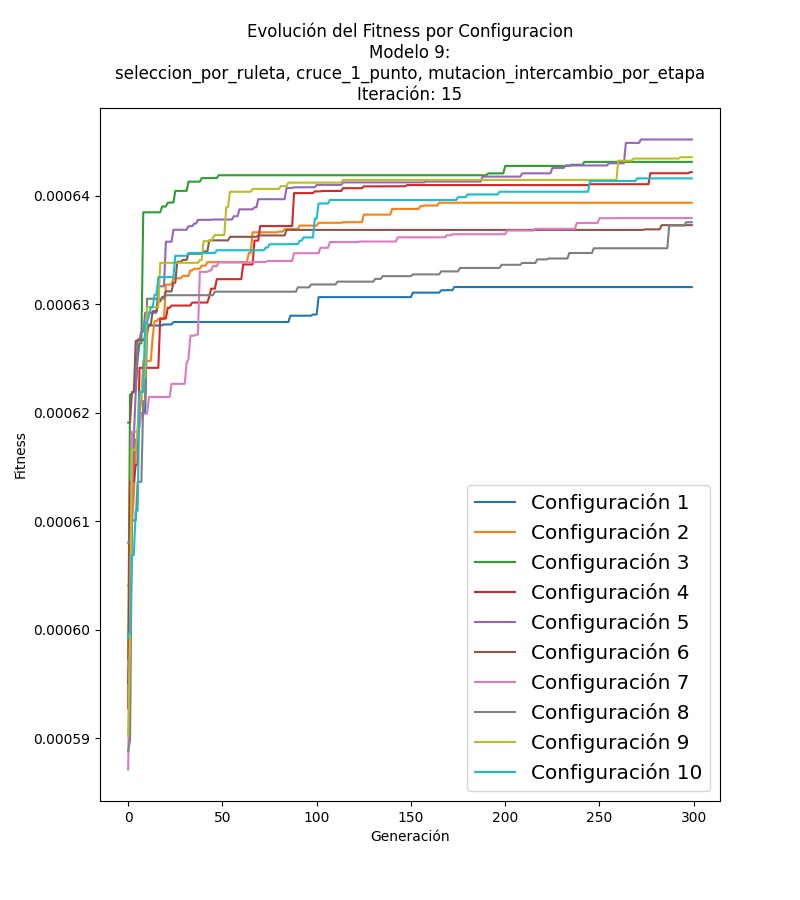 Evolución del Fitness por Configuracion
Modelo 9:
seleccion_por_ruleta, cruce_1_punto, mutacion_intercambio_por_etapa
Iteración: 15
Fitness
0.00064
0.00063
0.00062
0.00061
0.00060
0.00059
Configuración 1
Configuración 2
Configuración 3
Configuración 4
Configuración 5
Configuración 6
Configuración 7
Configuración 8
Configuración 9
Configuración 10
0 50 100 150 200 250 300
Generación